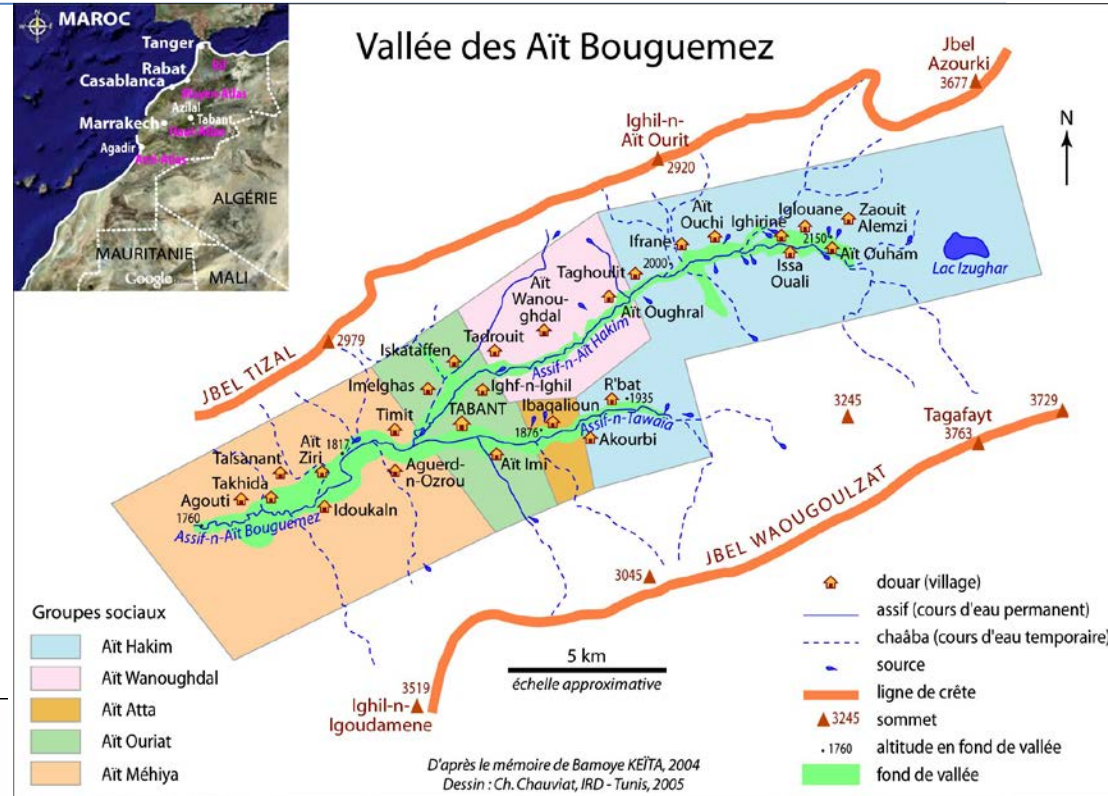 MAROC
Tanger
Rabat
Casablanca
Rif
Moyen Atlas
Azilal
Tabant
Marrakech
Haut Atlas
Agadir
Anti-Atlas
ALGÉRIE
MAURITANIE
MALI
Google
Vallée des Aït Bouguemez
Jbel
Azourki
3677
N
Ighil-n-
Aït Ourit
2920
Aït
Ouchi
Ighirine
Iglouane
Zaouit
Alemzi
Ifrane
2150
Aït Ouham
Issa
Ouali
Lac Izughar
2000
Taghoulit
Aït
Wanou-
ghdal
Aït Oughral
Assif-n-Aït Hakim
Tadrouit
2979
Iskataffen
JBEL TIZAL
Imelghas
Ighf-n-Ighil
R'bat
1935
Ibaqalioun
TABANT
Timit
1876
Assif-n-Tawaïa
Akourbi
3245
Tagafayt
3763
3729
Aït
Ziri
1817
Aït Imi
Talsanant
Aguerd-
n-Ozrou
Takhida
Agouti
1760
Idoukaln
Assif-n-Aït Bouguemez
JBEL WAOUGOULZAT
3045
3519
Ighil-n-
Igoudamene
Groupes sociaux
Aït Hakim
Aït Wanoughdal
Aït Atta
Aït Ouriat
Aït Méhiya
5 km
échelle approximative
D'après le mémoire de Bamoye KEÏTA, 2004
Dessin : Ch. Chauviat, IRD - Tunis, 2005
douar (village)
assif (cours d'eau permanent)
chaâba (cours d'eau temporaire)
source
ligne de crête
3245 sommet
1760 altitude en fond de vallée
fond de vallée